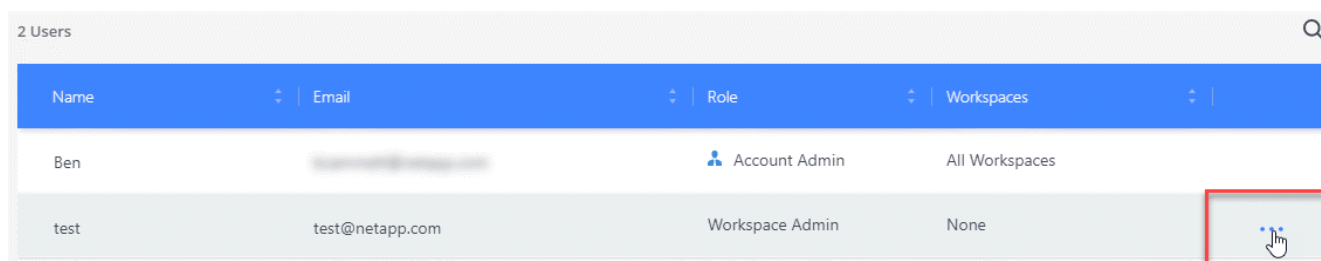 2 Users
Name Email Role Workspaces
Ben Account Admin All Workspaces
test test@netapp.com Workspace Admin None